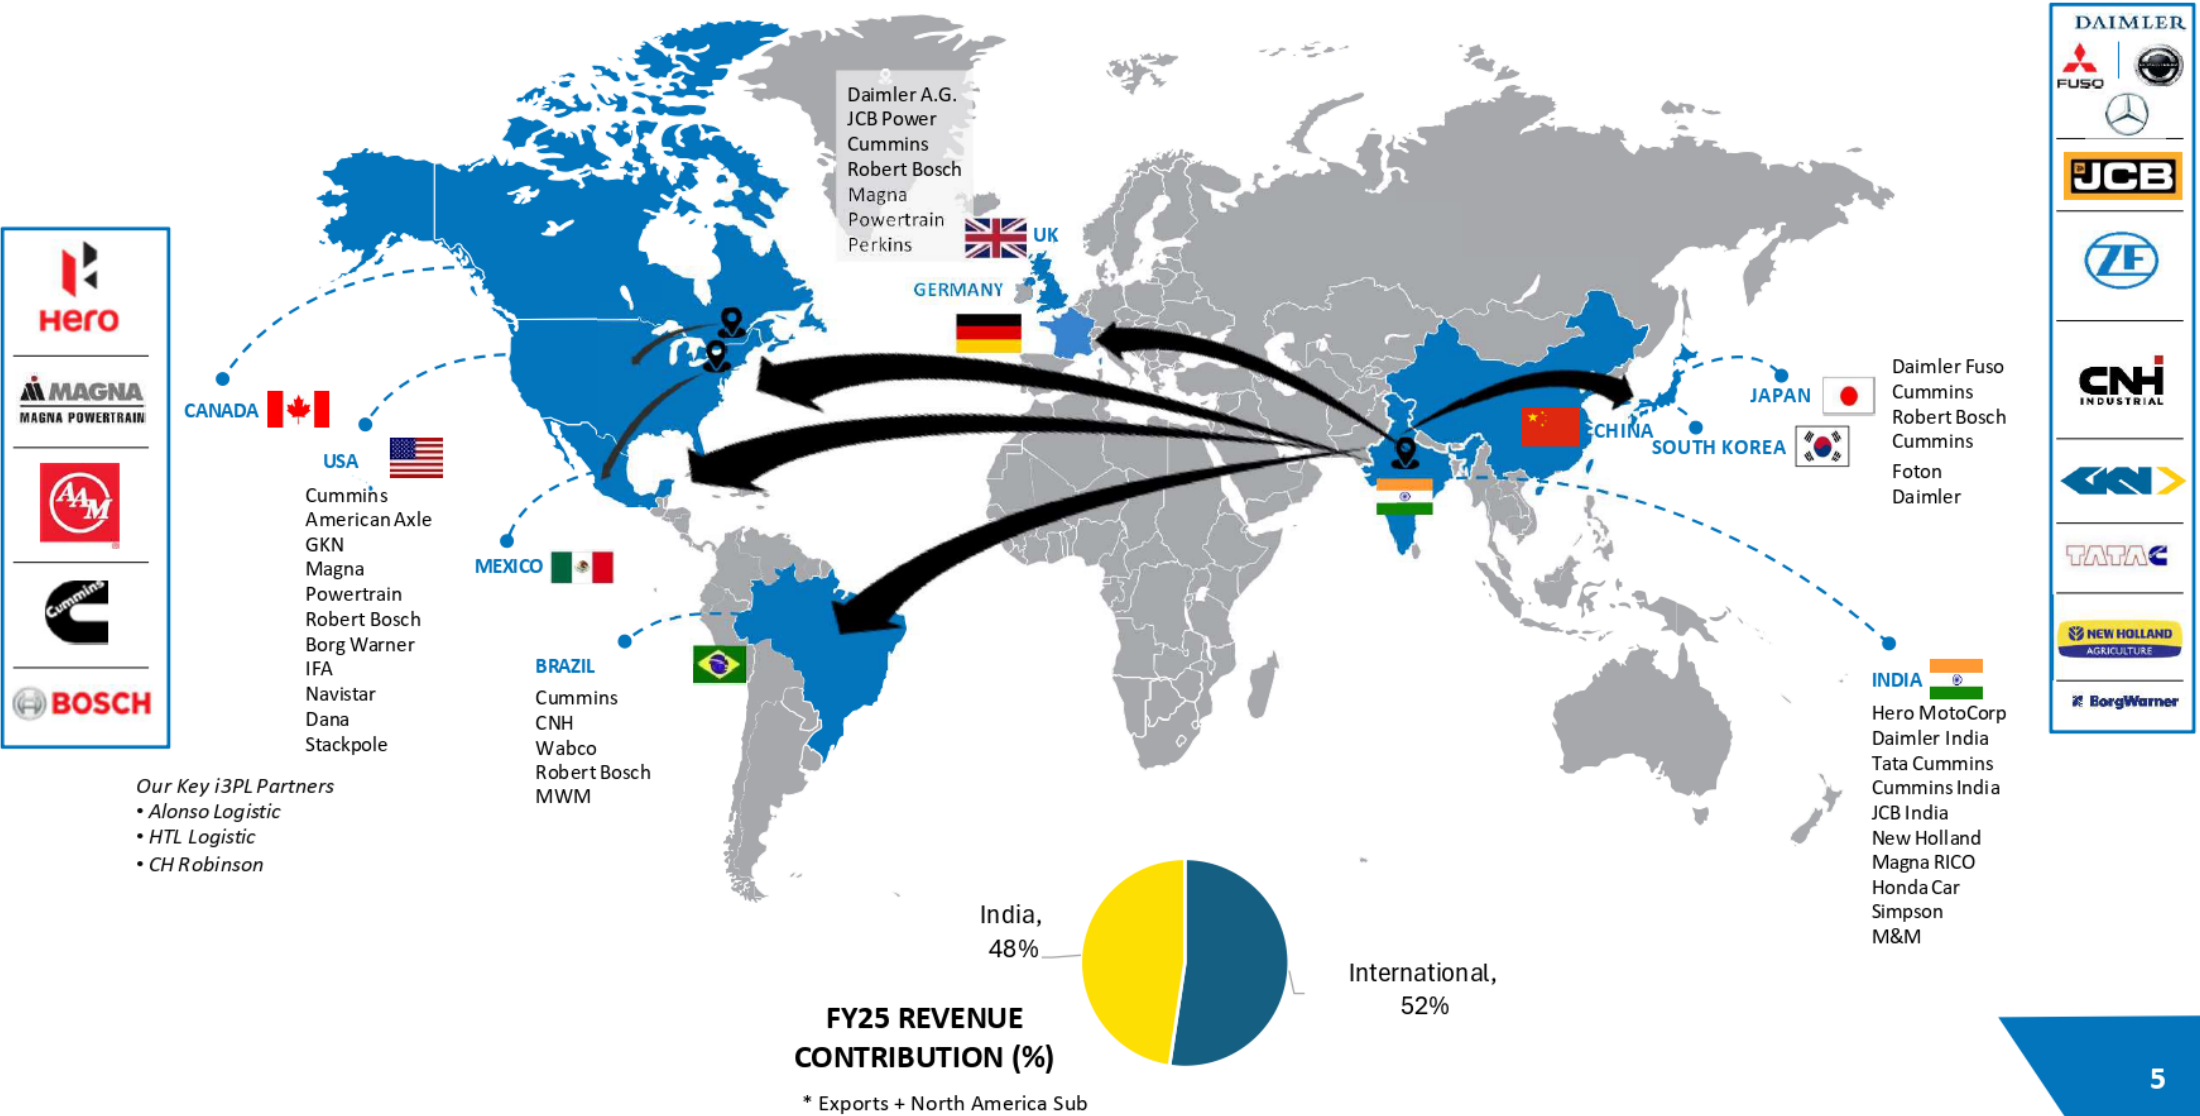 DAIMLER
FUSO
JCB
ZF
CNH
INDUSTRIAL
GKN
TATA
NEW HOLLAND
AGRICULTURE
BorgWarner
Hero
MAGNA
MAGNA POWERTRAIN
AAM
Cummins
BOSCH
Daimler A.G.
JCB Power
Cummins
Robert Bosch
Magna
Powertrain
Perkins
UK
GERMANY
CANADA
USA
Cummins
American Axle
GKN
Magna
Powertrain
Robert Bosch
Borg Warner
IFA
Navistar
Dana
Stackpole
MEXICO
BRAZIL
Cummins
CNH
Wabco
Robert Bosch
MWM
CHINA
JAPAN
SOUTH KOREA
Daimler Fuso
Cummins
Robert Bosch
Cummins
Foton
Daimler
INDIA
Hero MotoCorp
Daimler India
Tata Cummins
Cummins India
JCB India
New Holland
Magna RICO
Honda Car
Simpson
M&M
Our Key i3PL Partners
• Alonso Logistic
• HTL Logistic
• CH Robinson
India,
48%
International,
52%
FY25 REVENUE
CONTRIBUTION (%)
* Exports + North America Sub
5